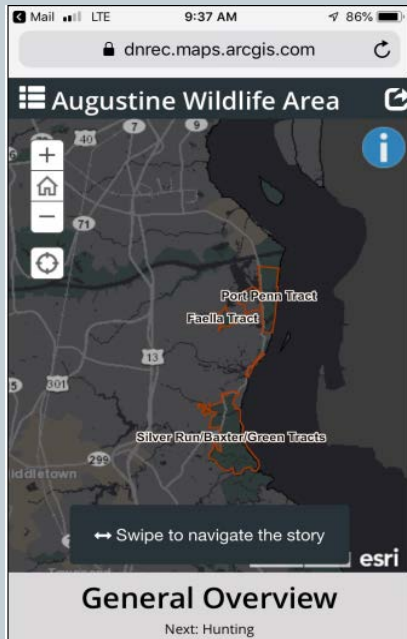 Mail LTE 9:37 AM 86%
dnrec.maps.arcgis.com
Augustine Wildlife Area
7 9
40
+
−
i
71
Port Penn Tract
Faella Tract
13
301
5
Silver Run/Baxter/Green Tracts
299
iddletown
Swipe to navigate the story
esri
General Overview
Next: Hunting